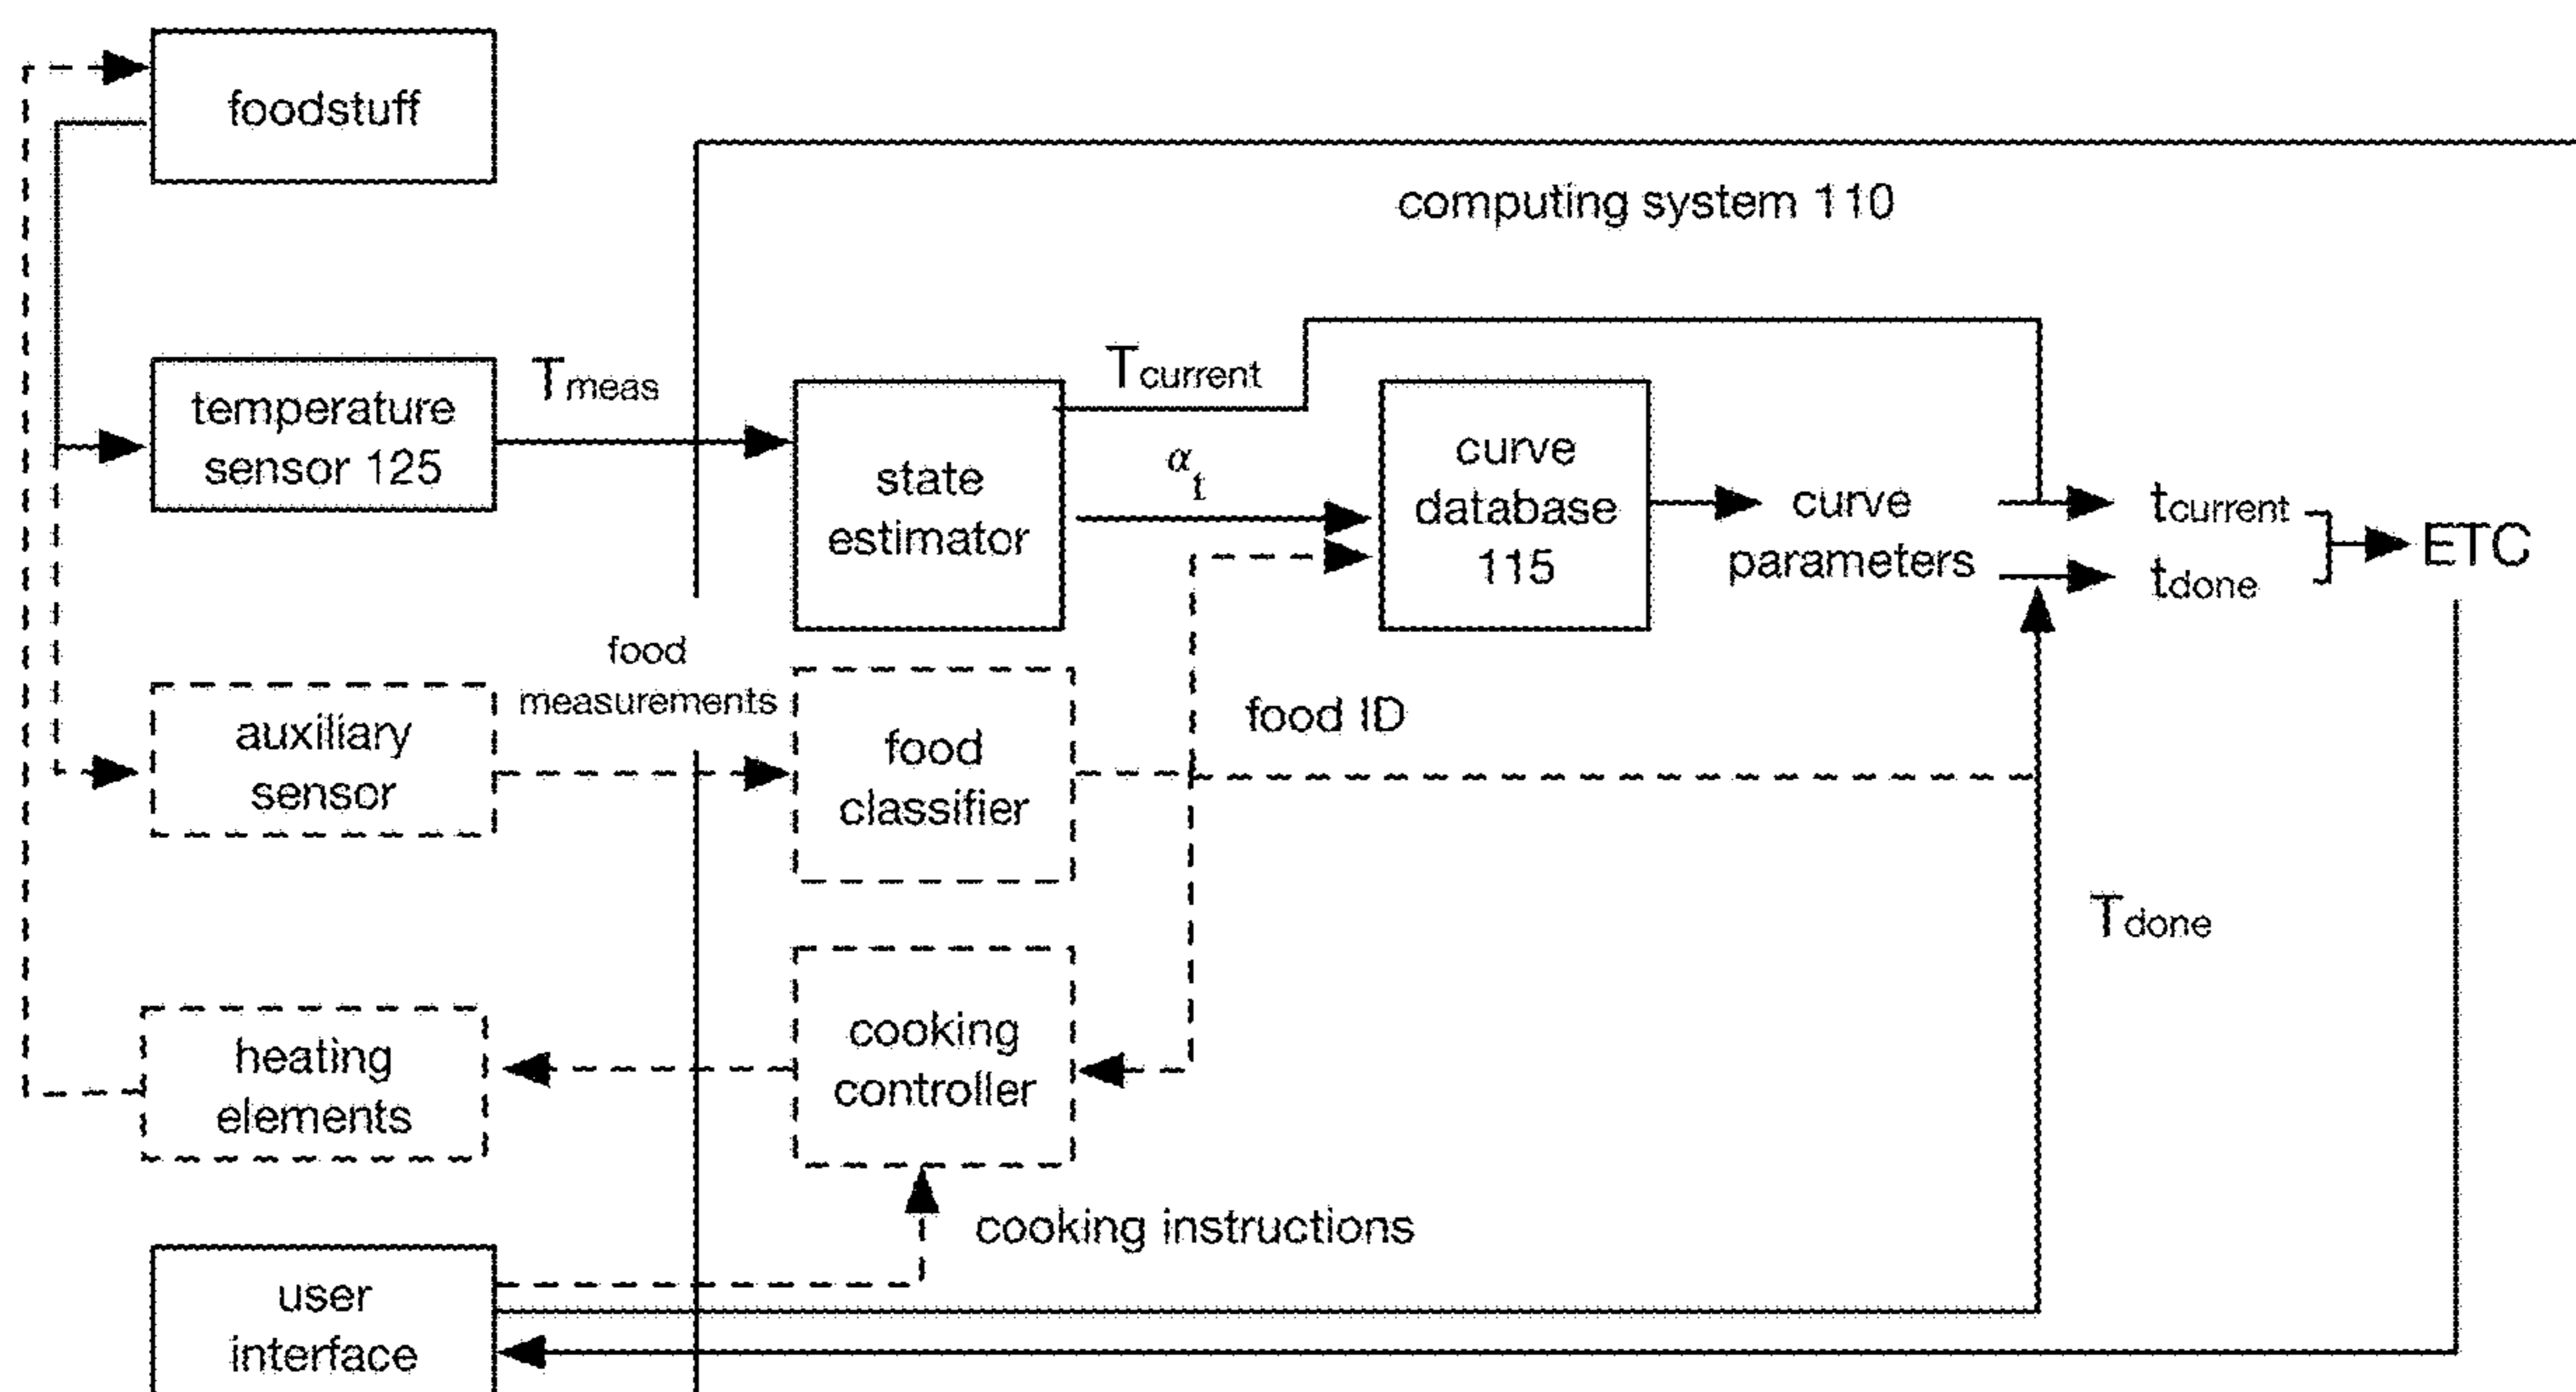 foodstuff
computing system 110
temperature
sensor 125
Tmeas
state
estimator
Tcurrent
αt
curve
database
115
curve
parameters
tcurrent
tdone
ETC
food
measurements
auxiliary
sensor
food
classifier
food ID
Tdone
heating
elements
cooking
controller
cooking instructions
user
interface